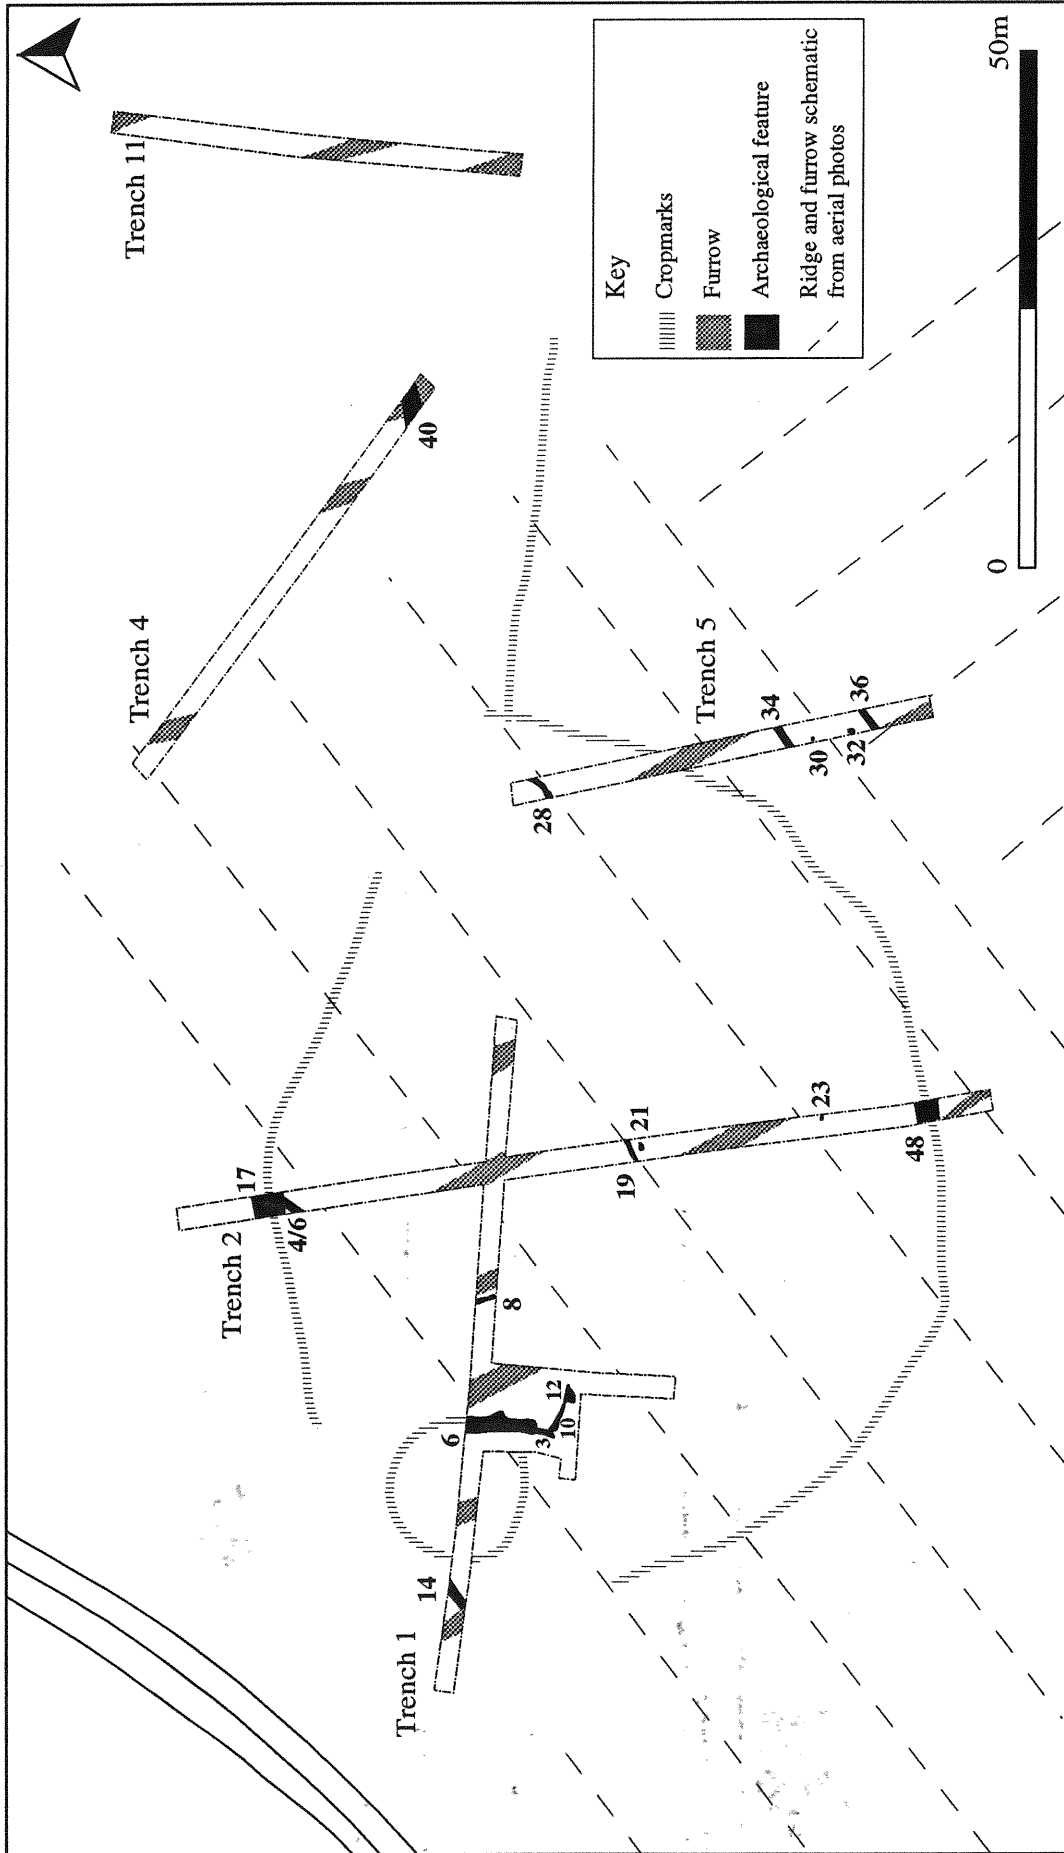 Trench 1
14
6
3
10
12
8
Trench 2
17
4/6
19
21
23
48
Trench 4
40
Trench 5
28
34
30
32
36
Trench 11
Key
Cropmarks
Furrow
Archaeological feature
Ridge and furrow schematic
from aerial photos
0
50m